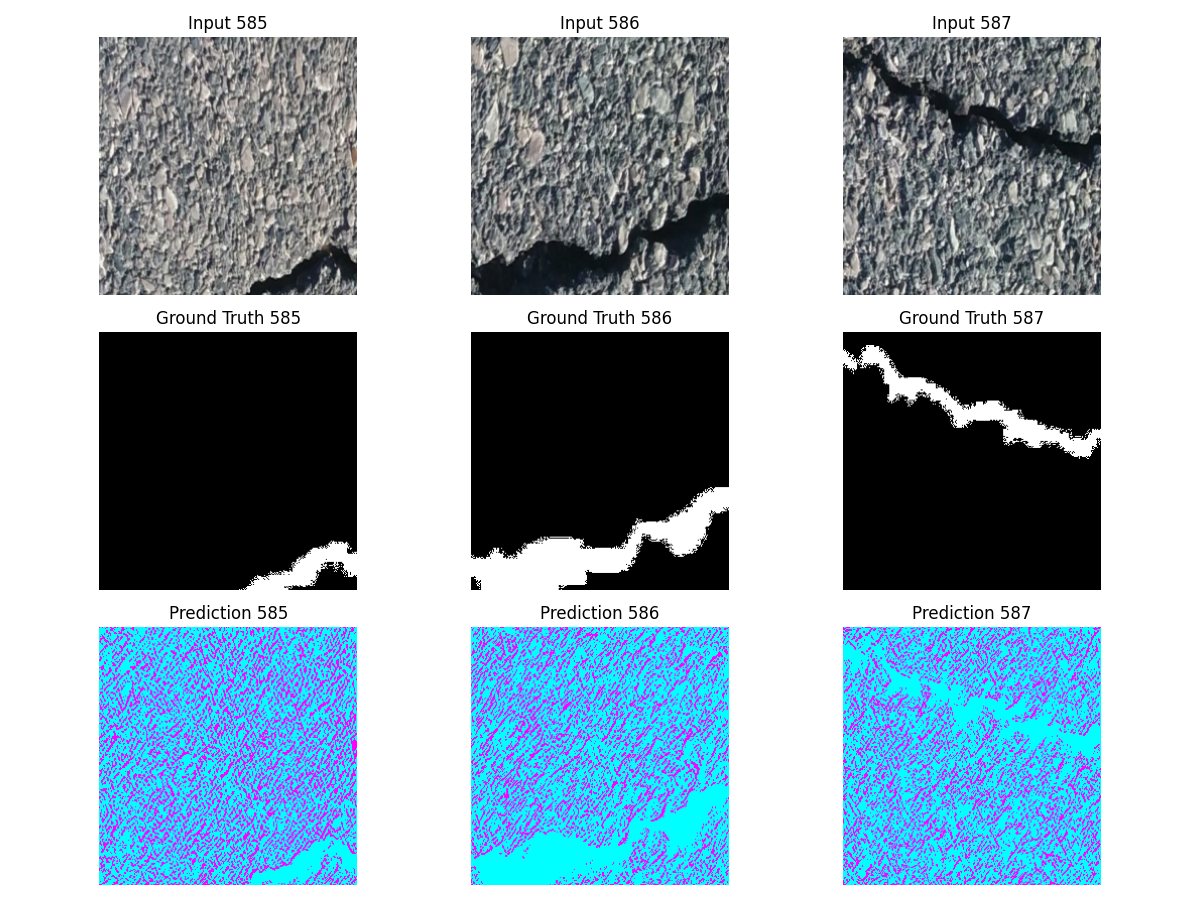 Input 585
Input 586
Input 587
Ground Truth 585
Ground Truth 586
Ground Truth 587
Prediction 585
Prediction 586
Prediction 587